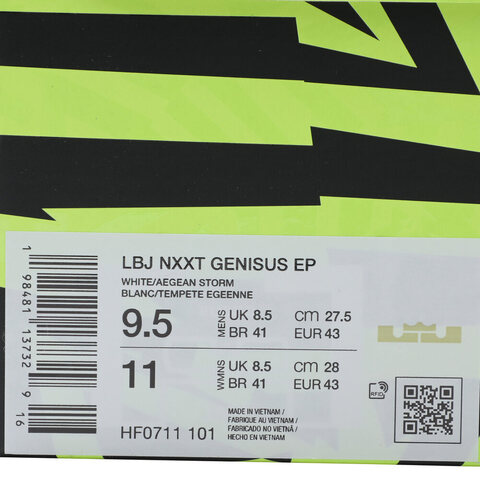 LBJ NXXT GENISUS EP
WHITE/AEGEAN STORM
BLANC/TEMPETE EGEENNE
9.5 MENS UK 8.5 CM 27.5
BR 41 EUR 43
11 WMNS UK 8.5 CM 28
BR 41 EUR 43
HF0711 101
MADE IN VIETNAM /
FABRIQUE AU VIETNAM /
FABRICADO NO VIETNÃ /
HECHO EN VIETNAM
RFID
1 98481 13732 9 16